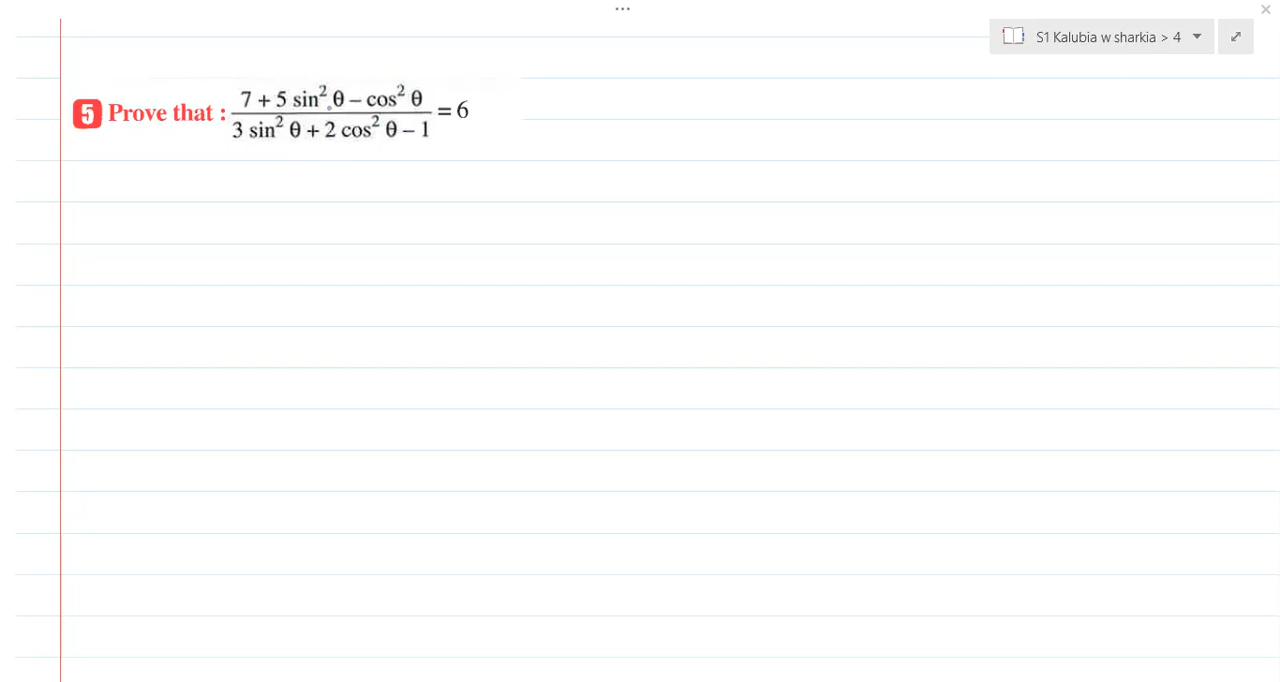 ...
S1 Kalubia w sharkia > 4
5 Prove that : (7 + 5 sin² θ – cos² θ) / (3 sin² θ + 2 cos² θ – 1) = 6